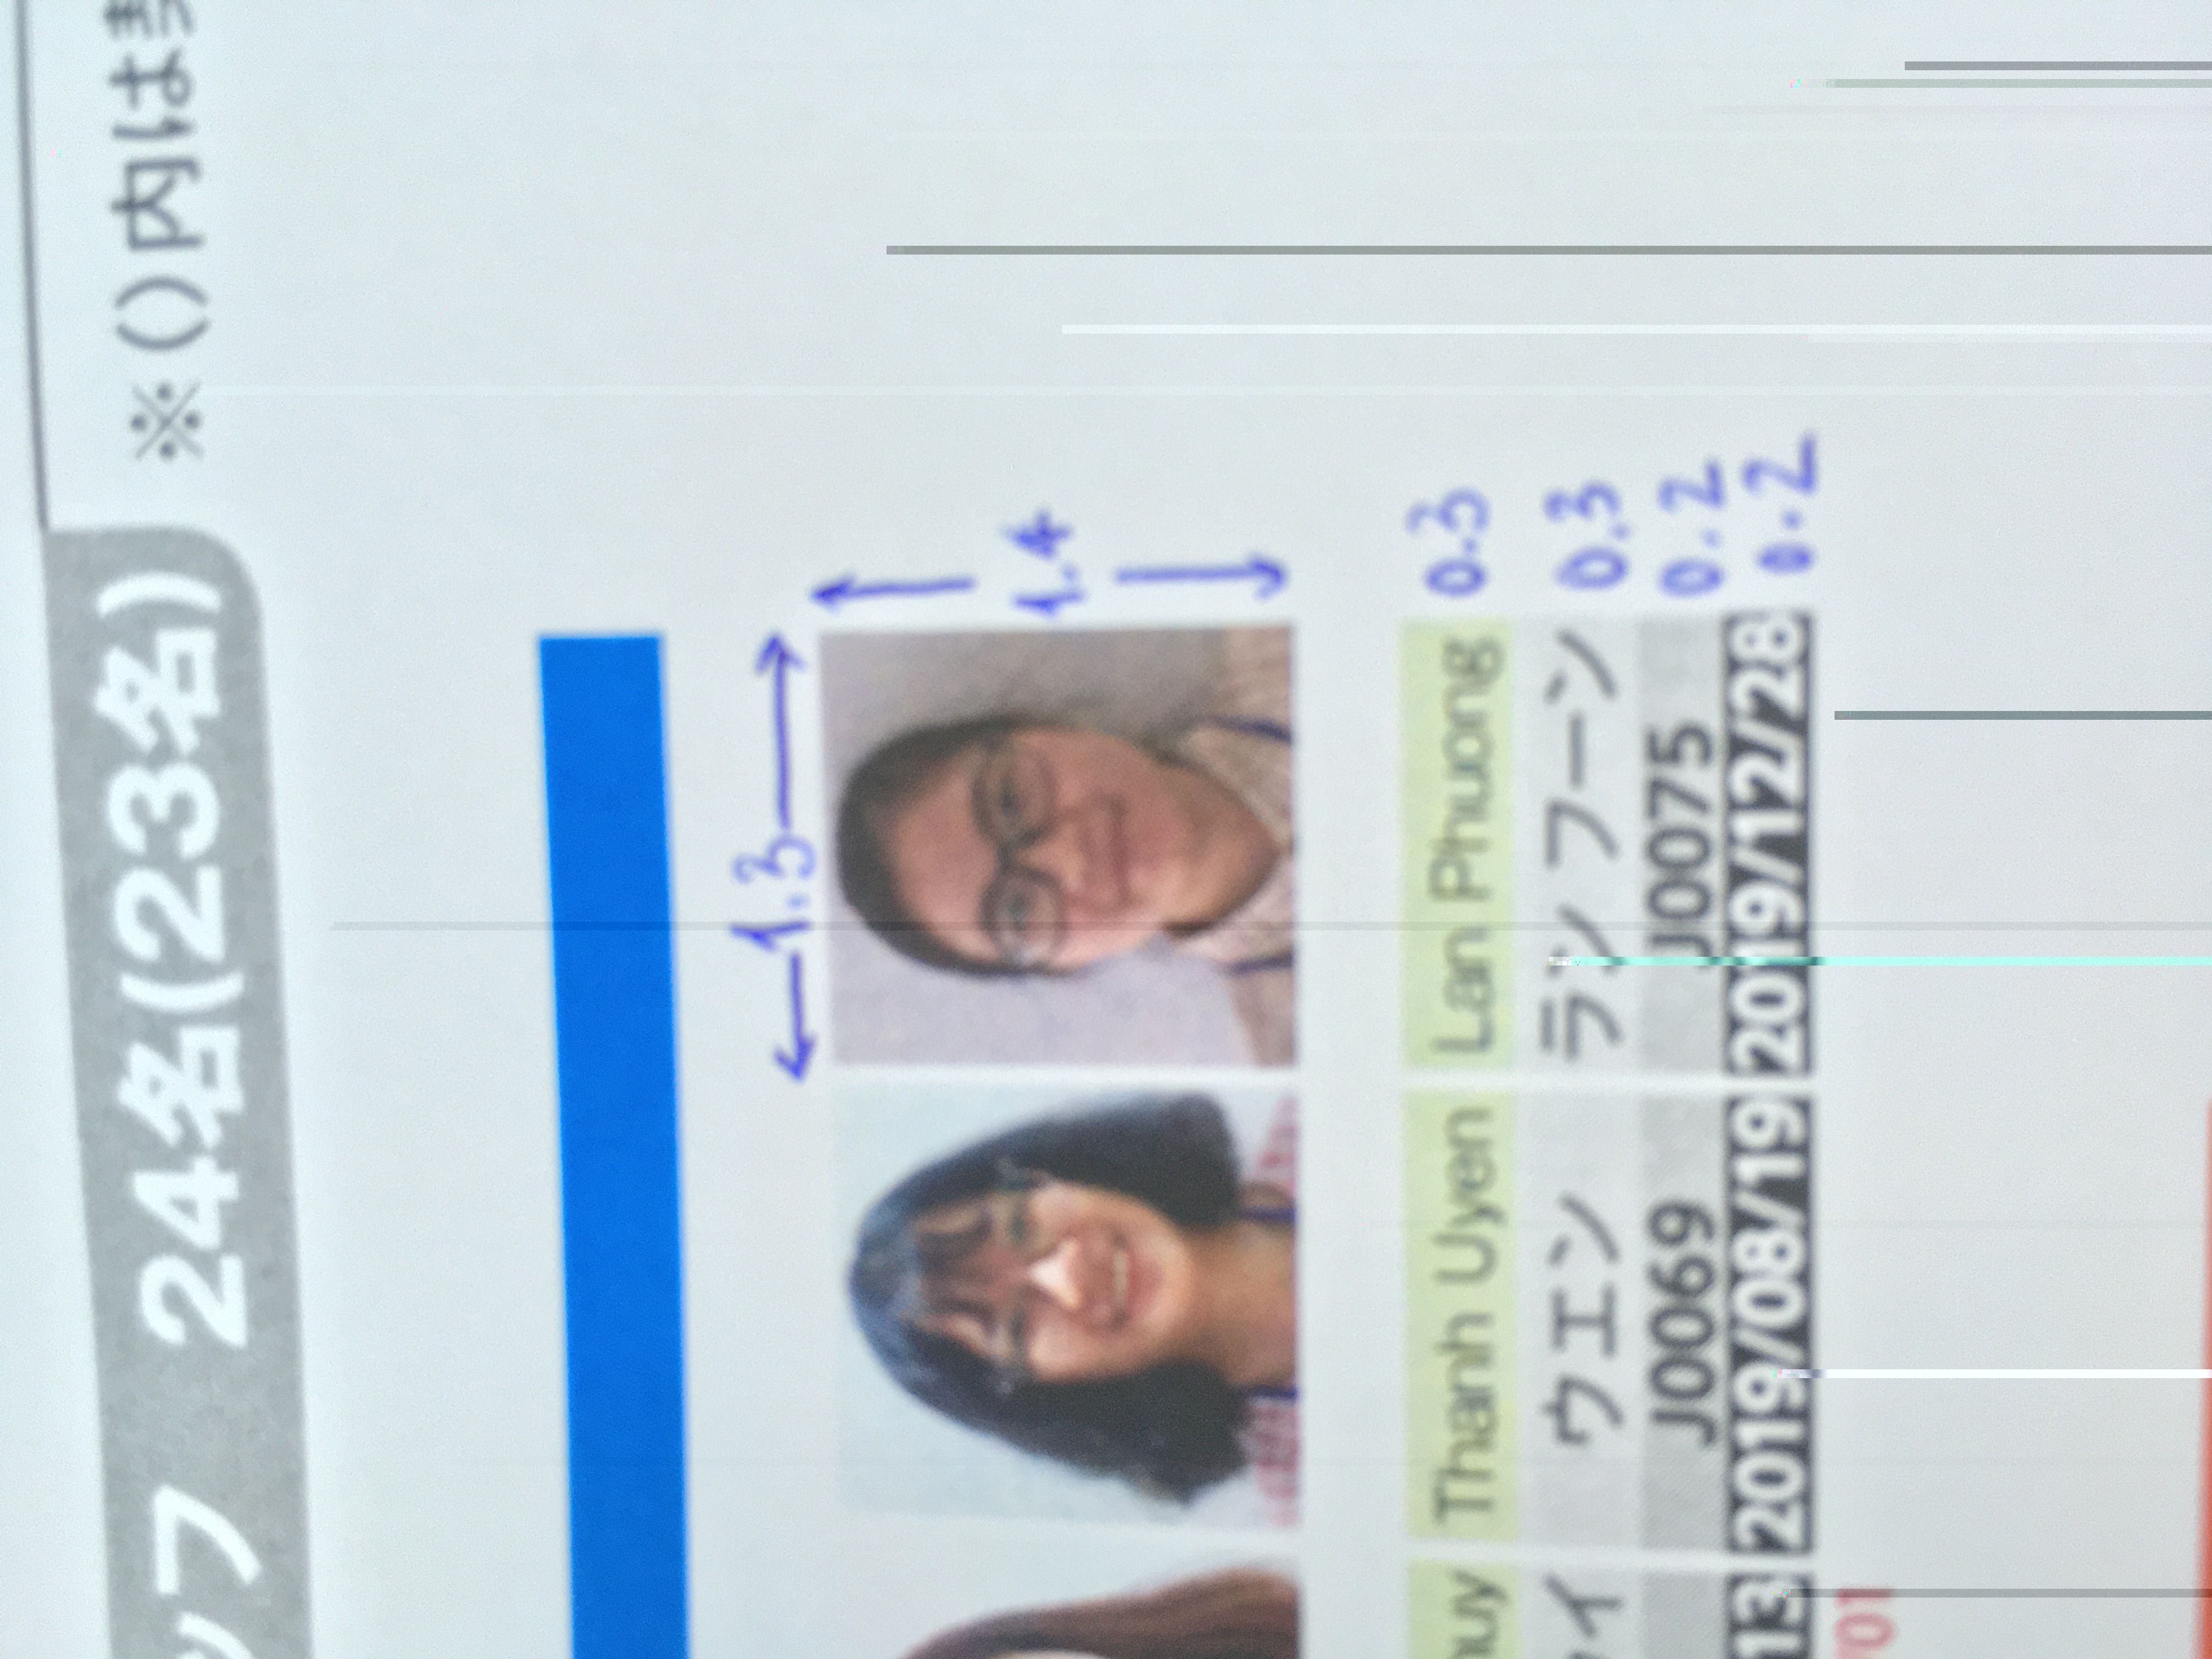 ッフ 24名(23名) ※()内は
1.3
1.4
Thanh Uyen Lan Phuong 0.3
ウエン ラン フーン 0.3
J0069 J0075 0.2
13 2019/08/19 2019/12/28 0.2
/01